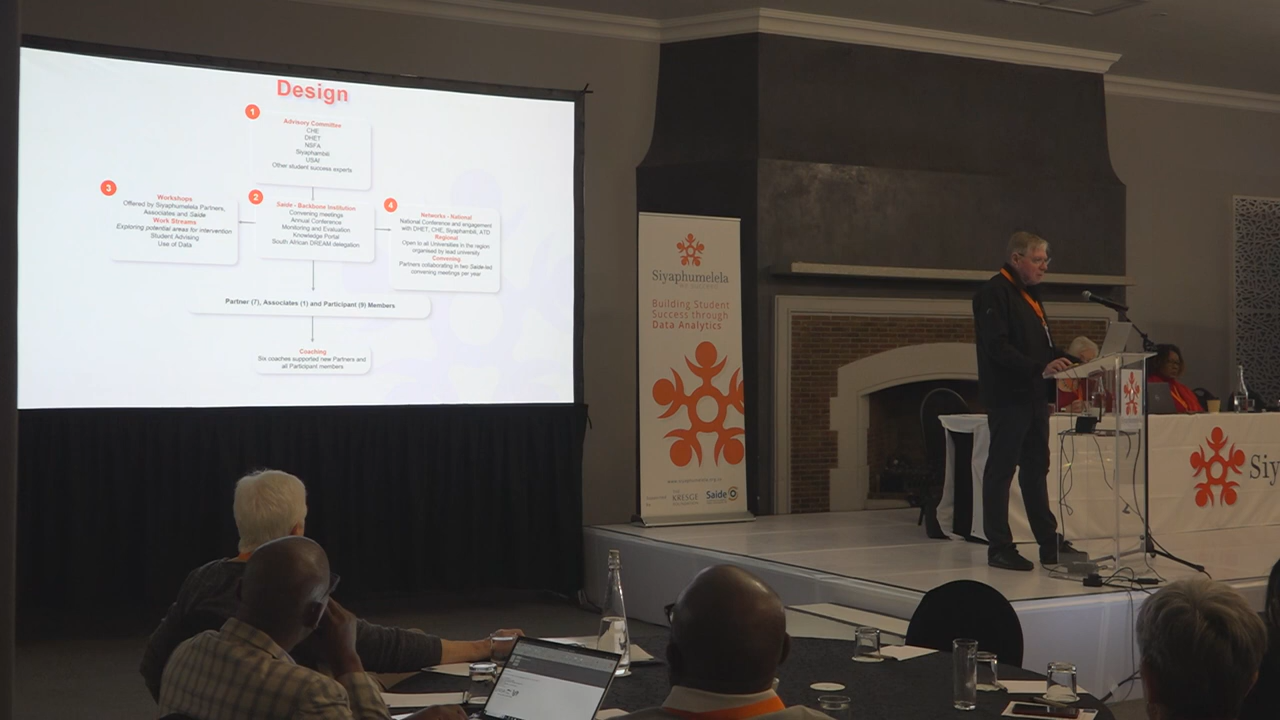 Design
1
Advisory Committee
CHE
DHET
NSFA
Siyaphambili
USAf
Other student success experts
3
Workshops
Offered by Siyaphumelela Partners,
Associates and Saide
Work Streams
Exploring potential areas for intervention
Student Advising
Use of Data
2
Saide - Backbone Institution
Convening meetings
Annual Conference
Monitoring and Evaluation
Knowledge Portal
South African DREAM delegation
4
Networks - National
National Conference and engagement
with DHET, CHE, Siyaphambili, ATD
Regional
Open to all Universities in the region
organised by lead university
Convening
Partners collaborating in two Saide-led
convening meetings per year
Partner (7), Associates (1) and Participant (9) Members
Coaching
Six coaches supported new Partners and
all Participant members
Siyaphumelela
Building Student
Success through
Data Analytics
KRESGE
Saide
Siy